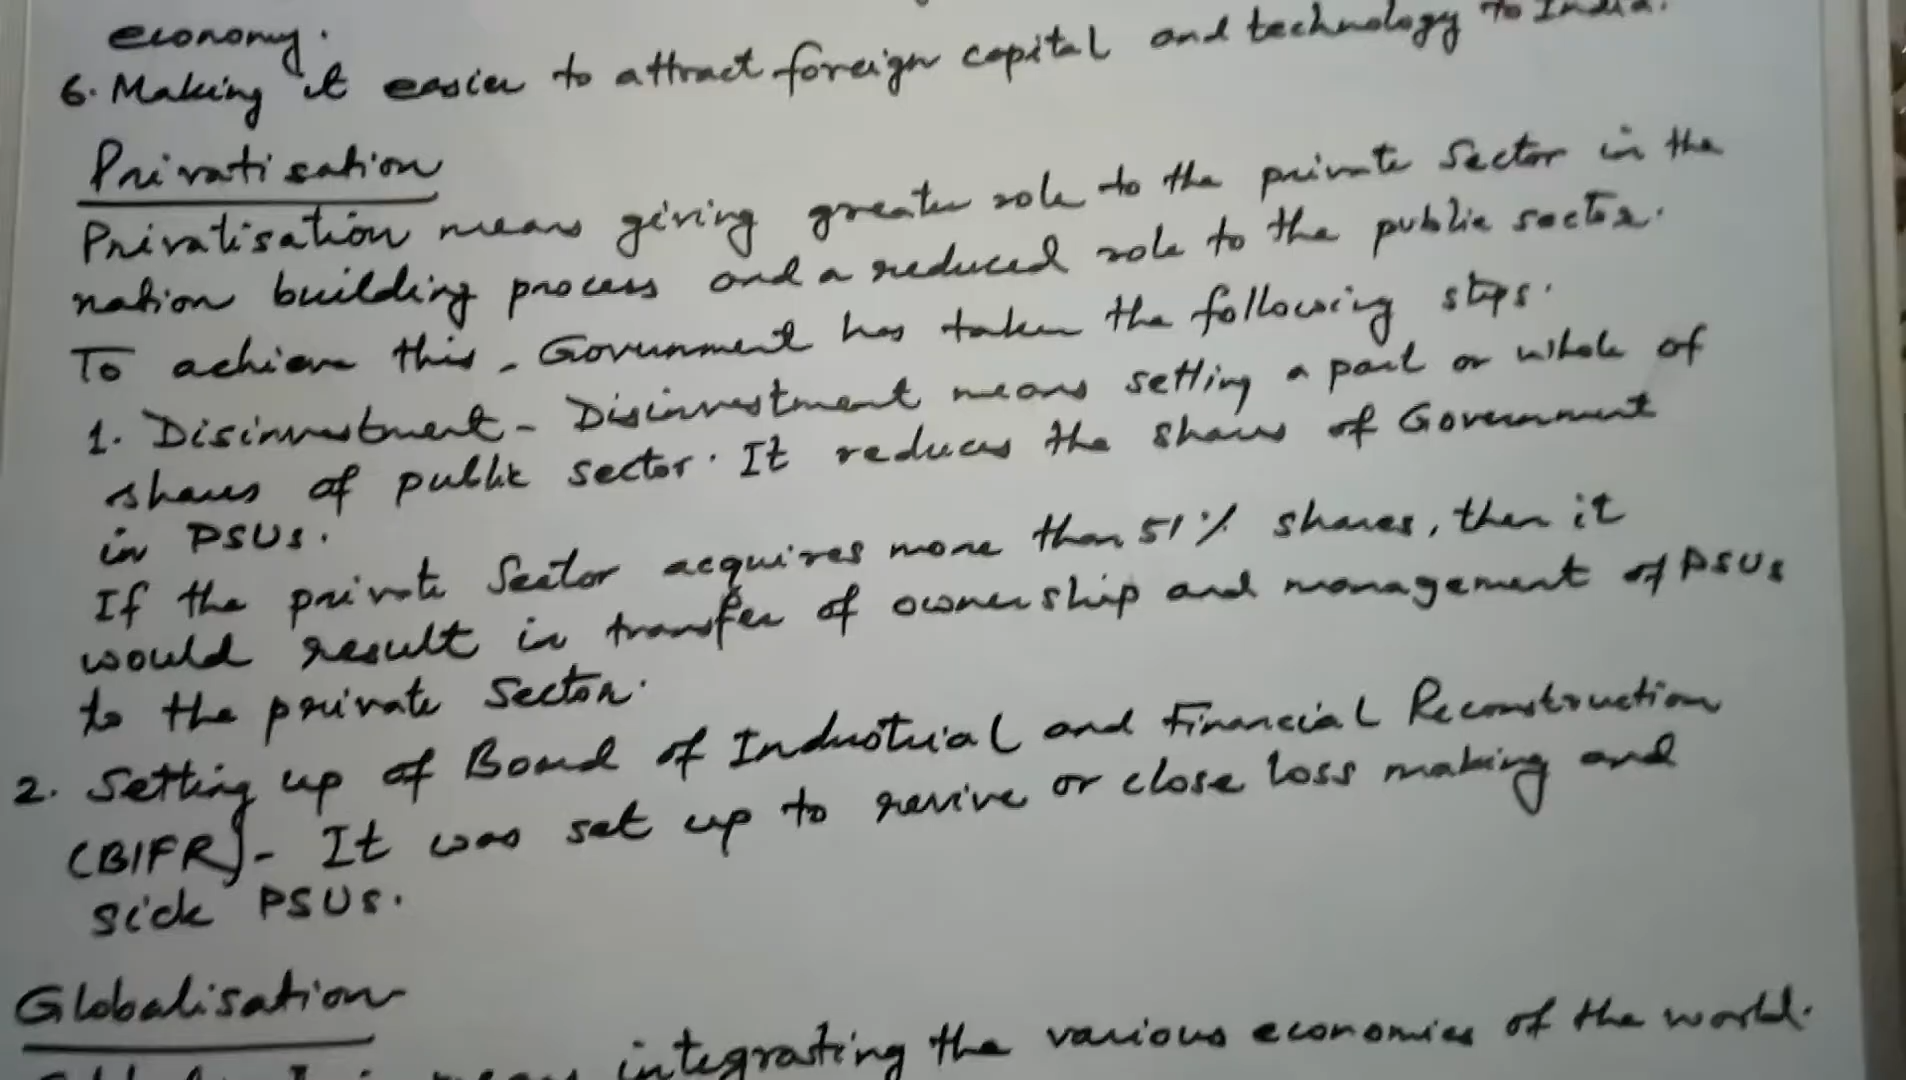 economy.
6. Making it easier to attract foreign capital and technology to India.
Privatisation
Privatisation means giving greater role to the private sector in the
nation building process and a reduced role to the public sector.
To achieve this, Government has taken the following steps.
1. Disinvestment - Disinvestment means setling a part or whole of
shares of public sector. It reduces the shares of Government
in PSUs.
If the private sector acquires more than 51% shares, then it
would result in transfer of ownership and management of PSUs
to the private sector.
2. Setting up of Board of Industrial and Financial Reconstruction
(BIFR) - It was set up to revive or close loss making and
sick PSUs.
Globalisation
means integrating the various economies of the world.